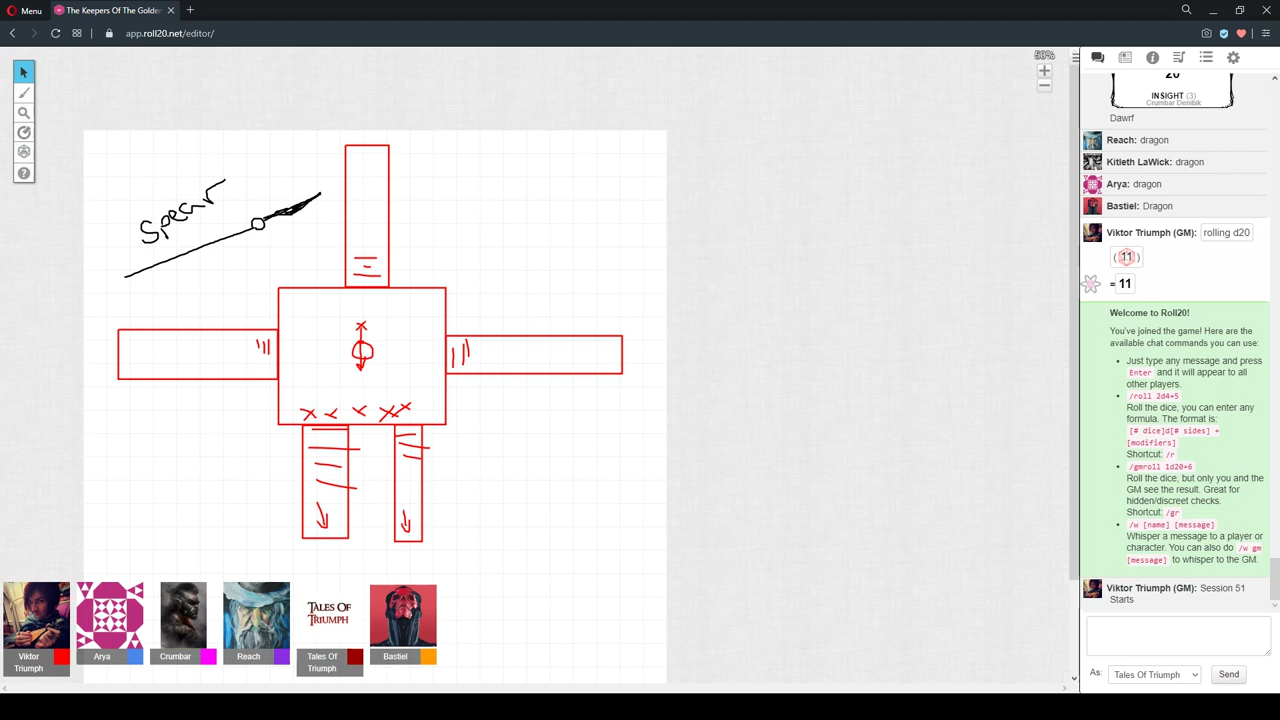 Menu
The Keepers Of The Golden
app.roll20.net/editor/
50%
Spear
20
INSIGHT (3)
Crumbar Denibik
Dawrf
Reach: dragon
Kitleth LaWick: dragon
Arya: dragon
Bastiel: Dragon
Viktor Triumph (GM): rolling d20
(11)
=11
Welcome to Roll20!
You've joined the game! Here are the
available chat commands you can use:
• Just type any message and press
Enter and it will appear to all
other players.
• /roll 2d4+5
Roll the dice, you can enter any
formula. The format is:
[# dice]d[# sides] +
[modifiers]
Shortcut: /r
• /gmroll 1d20+6
Roll the dice, but only you and the
GM see the result. Great for
hidden/discreet checks.
Shortcut: /gr
• /w [name] [message]
Whisper a message to a player or
character. You can also do /w gm
[message] to whisper to the GM.
Viktor Triumph (GM): Session 51
Starts
As: Tales Of Triumph Send
TALES OF
TRIUMPH
Viktor
Triumph
Arya
Crumbar
Reach
Tales Of
Triumph
Bastiel